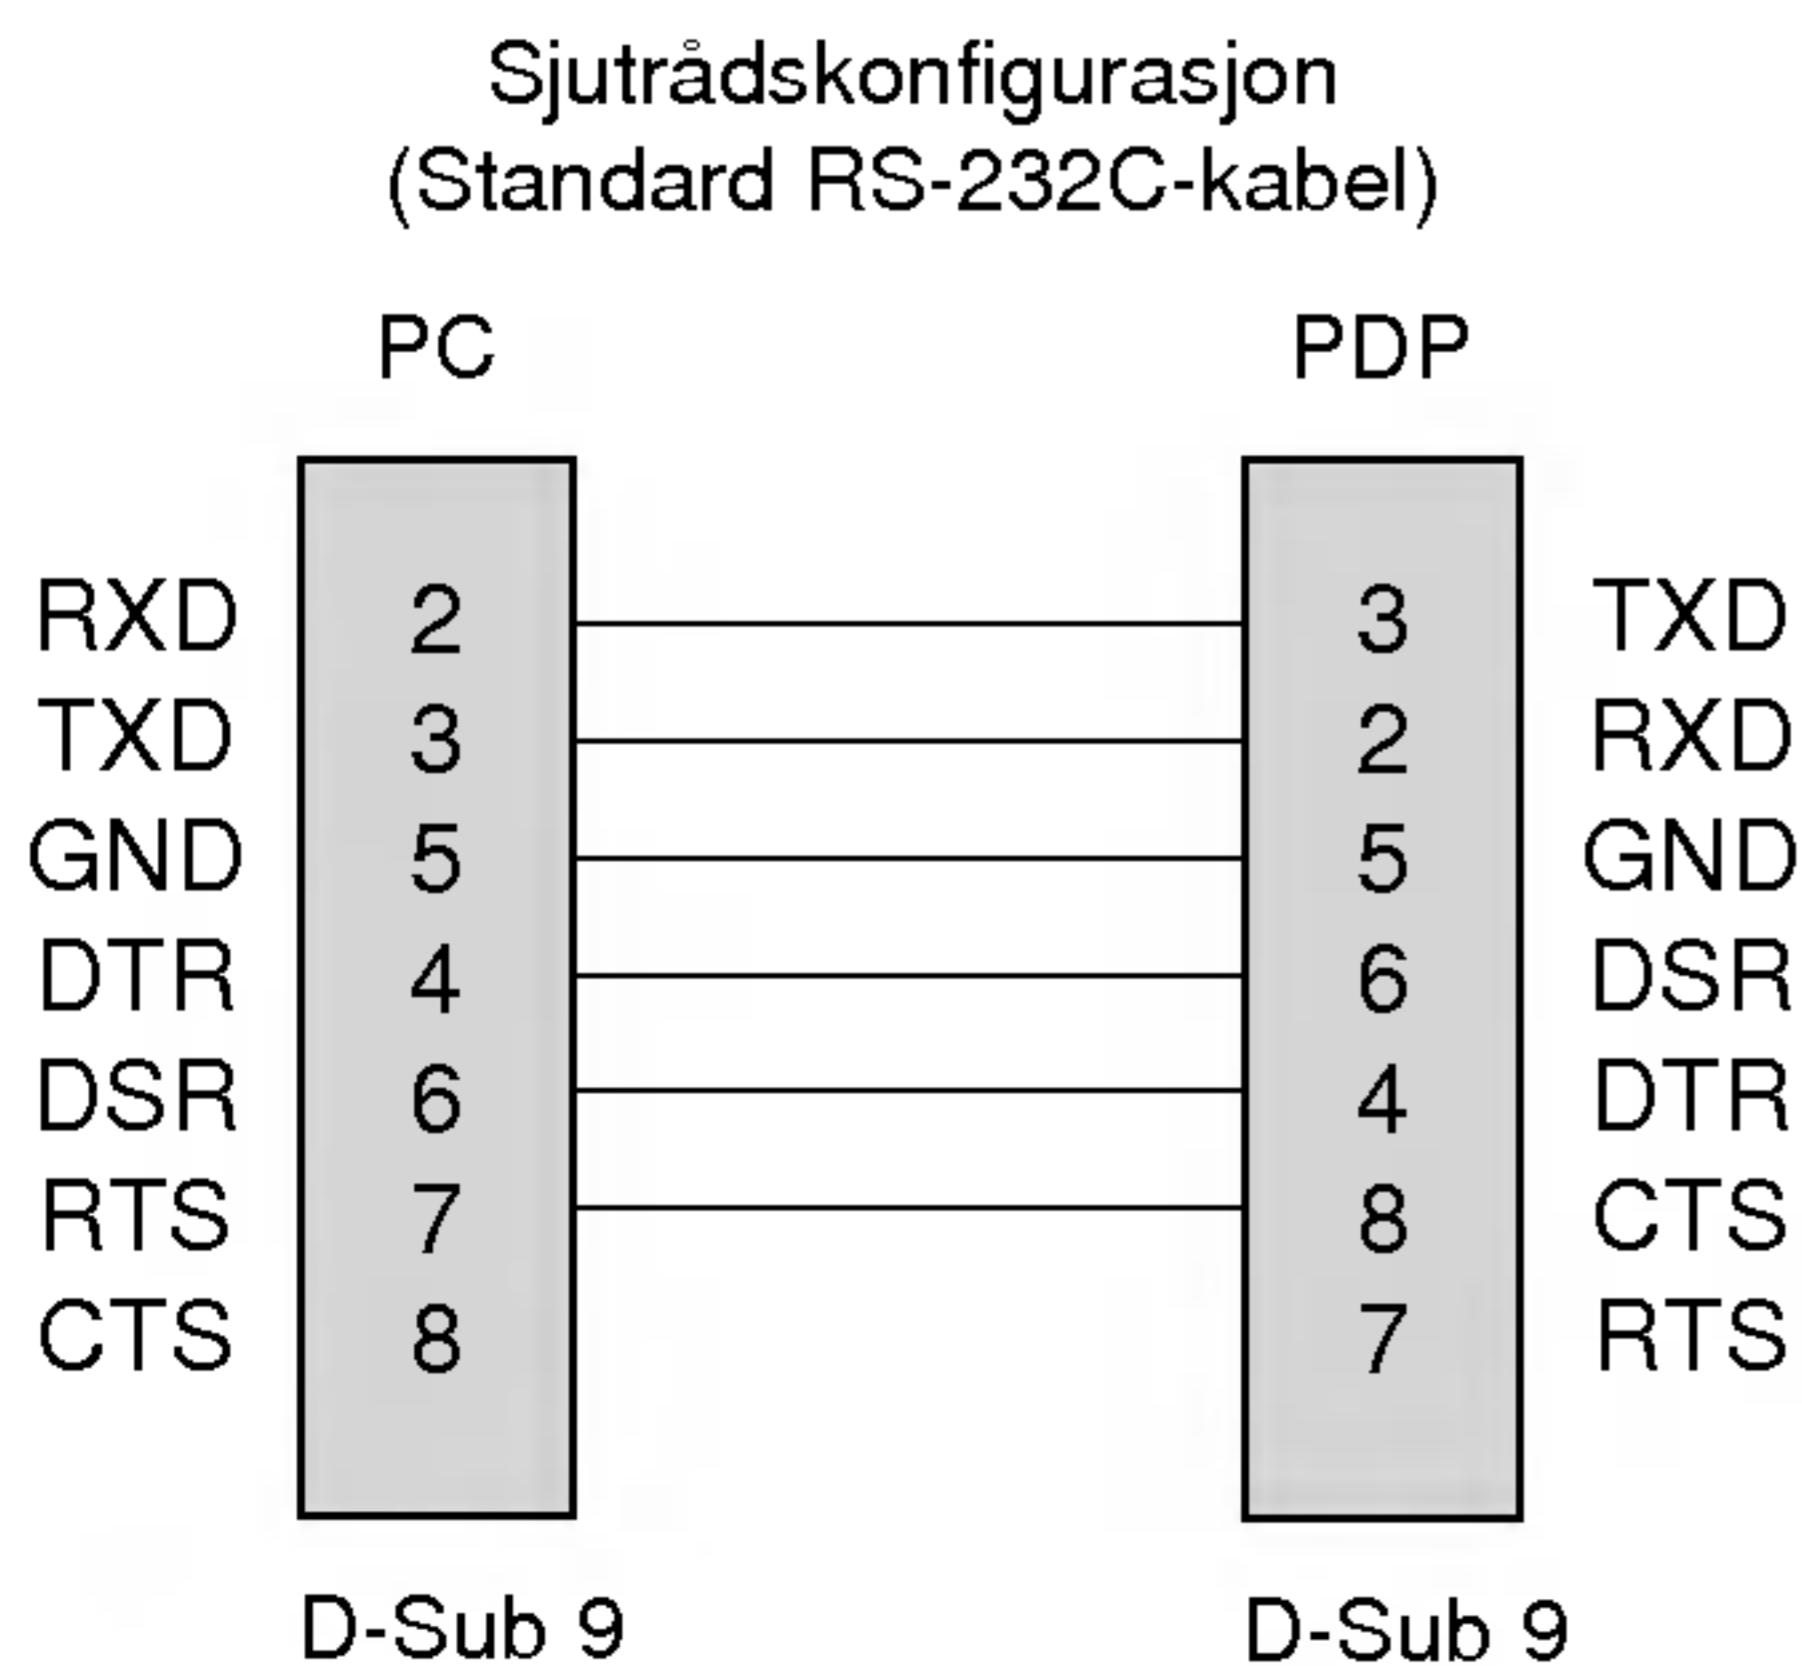 Sjutrådskonfigurasjon
(Standard RS-232C-kabel)
PC PDP
RXD 2 3 TXD
TXD 3 2 RXD
GND 5 5 GND
DTR 4 6 DSR
DSR 6 4 DTR
RTS 7 8 CTS
CTS 8 7 RTS
D-Sub 9 D-Sub 9